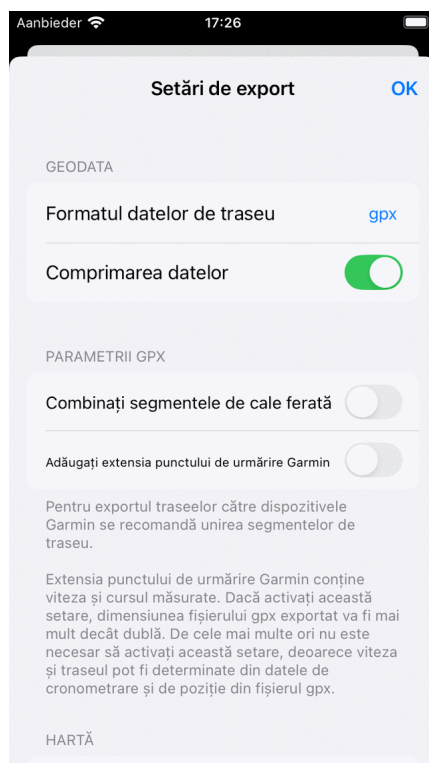 Aanbieder 17:26
Setări de export OK
GEODATA
Formatul datelor de traseu gpx
Comprimarea datelor
PARAMETRII GPX
Combinați segmentele de cale ferată
Adăugați extensia punctului de urmărire Garmin
Pentru exportul traseelor către dispozitivele
Garmin se recomandă unirea segmentelor de
traseu.
Extensia punctului de urmărire Garmin conține
viteza și cursul măsurate. Dacă activați această
setare, dimensiunea fișierului gpx exportat va fi mai
mult decât dublă. De cele mai multe ori nu este
necesar să activați această setare, deoarece viteza
și traseul pot fi determinate din datele de
cronometrare și de poziție din fișierul gpx.
HARTĂ